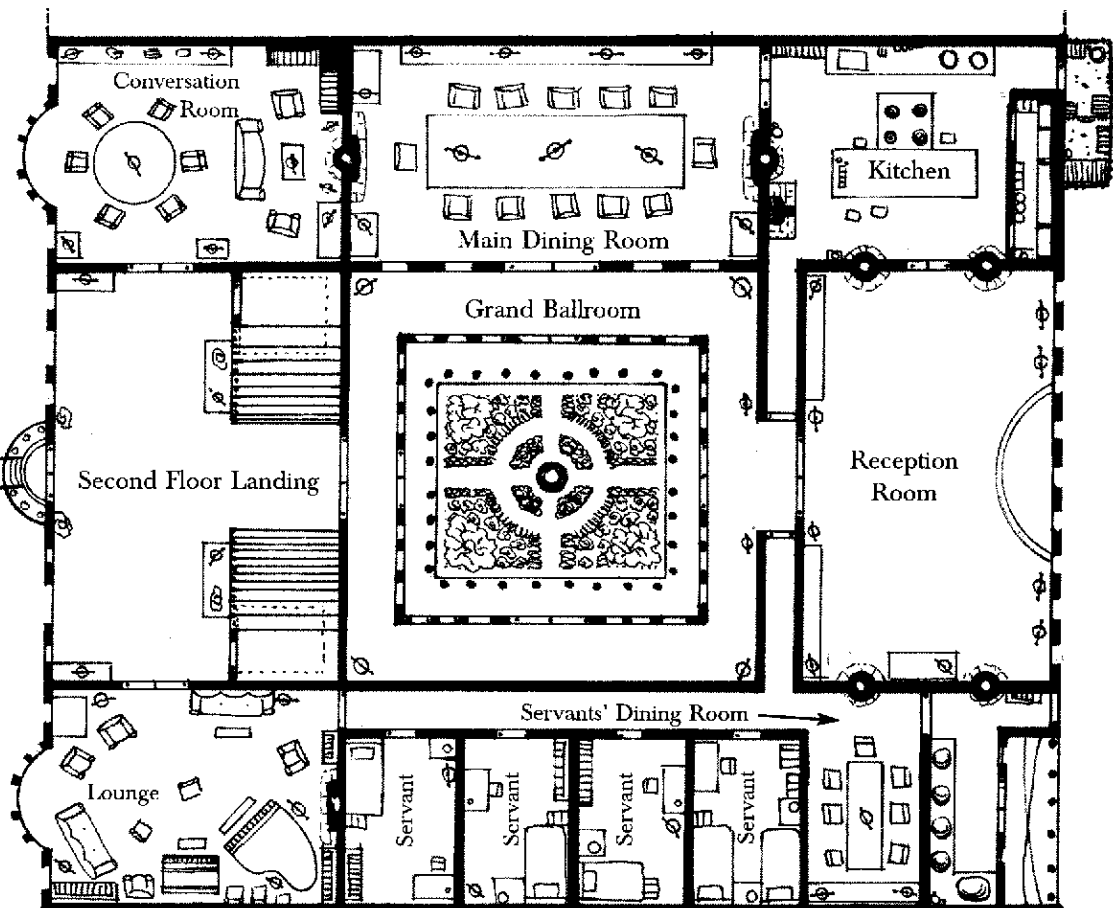 Conversation
Room
Kitchen
Main Dining Room
Grand Ballroom
Reception
Room
Second Floor Landing
Servants' Dining Room
Lounge
Servant
Servant
Servant
Servant